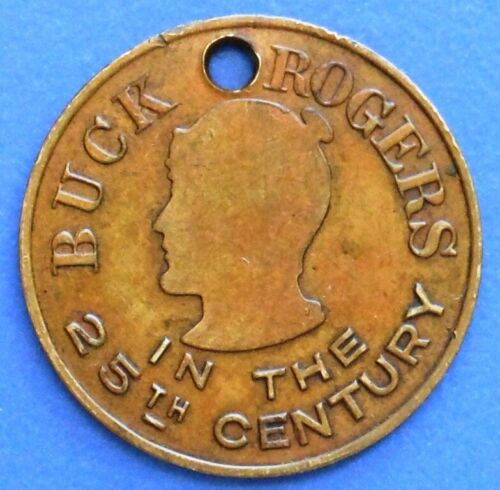 BUCK ROGERS
IN THE
25TH CENTURY